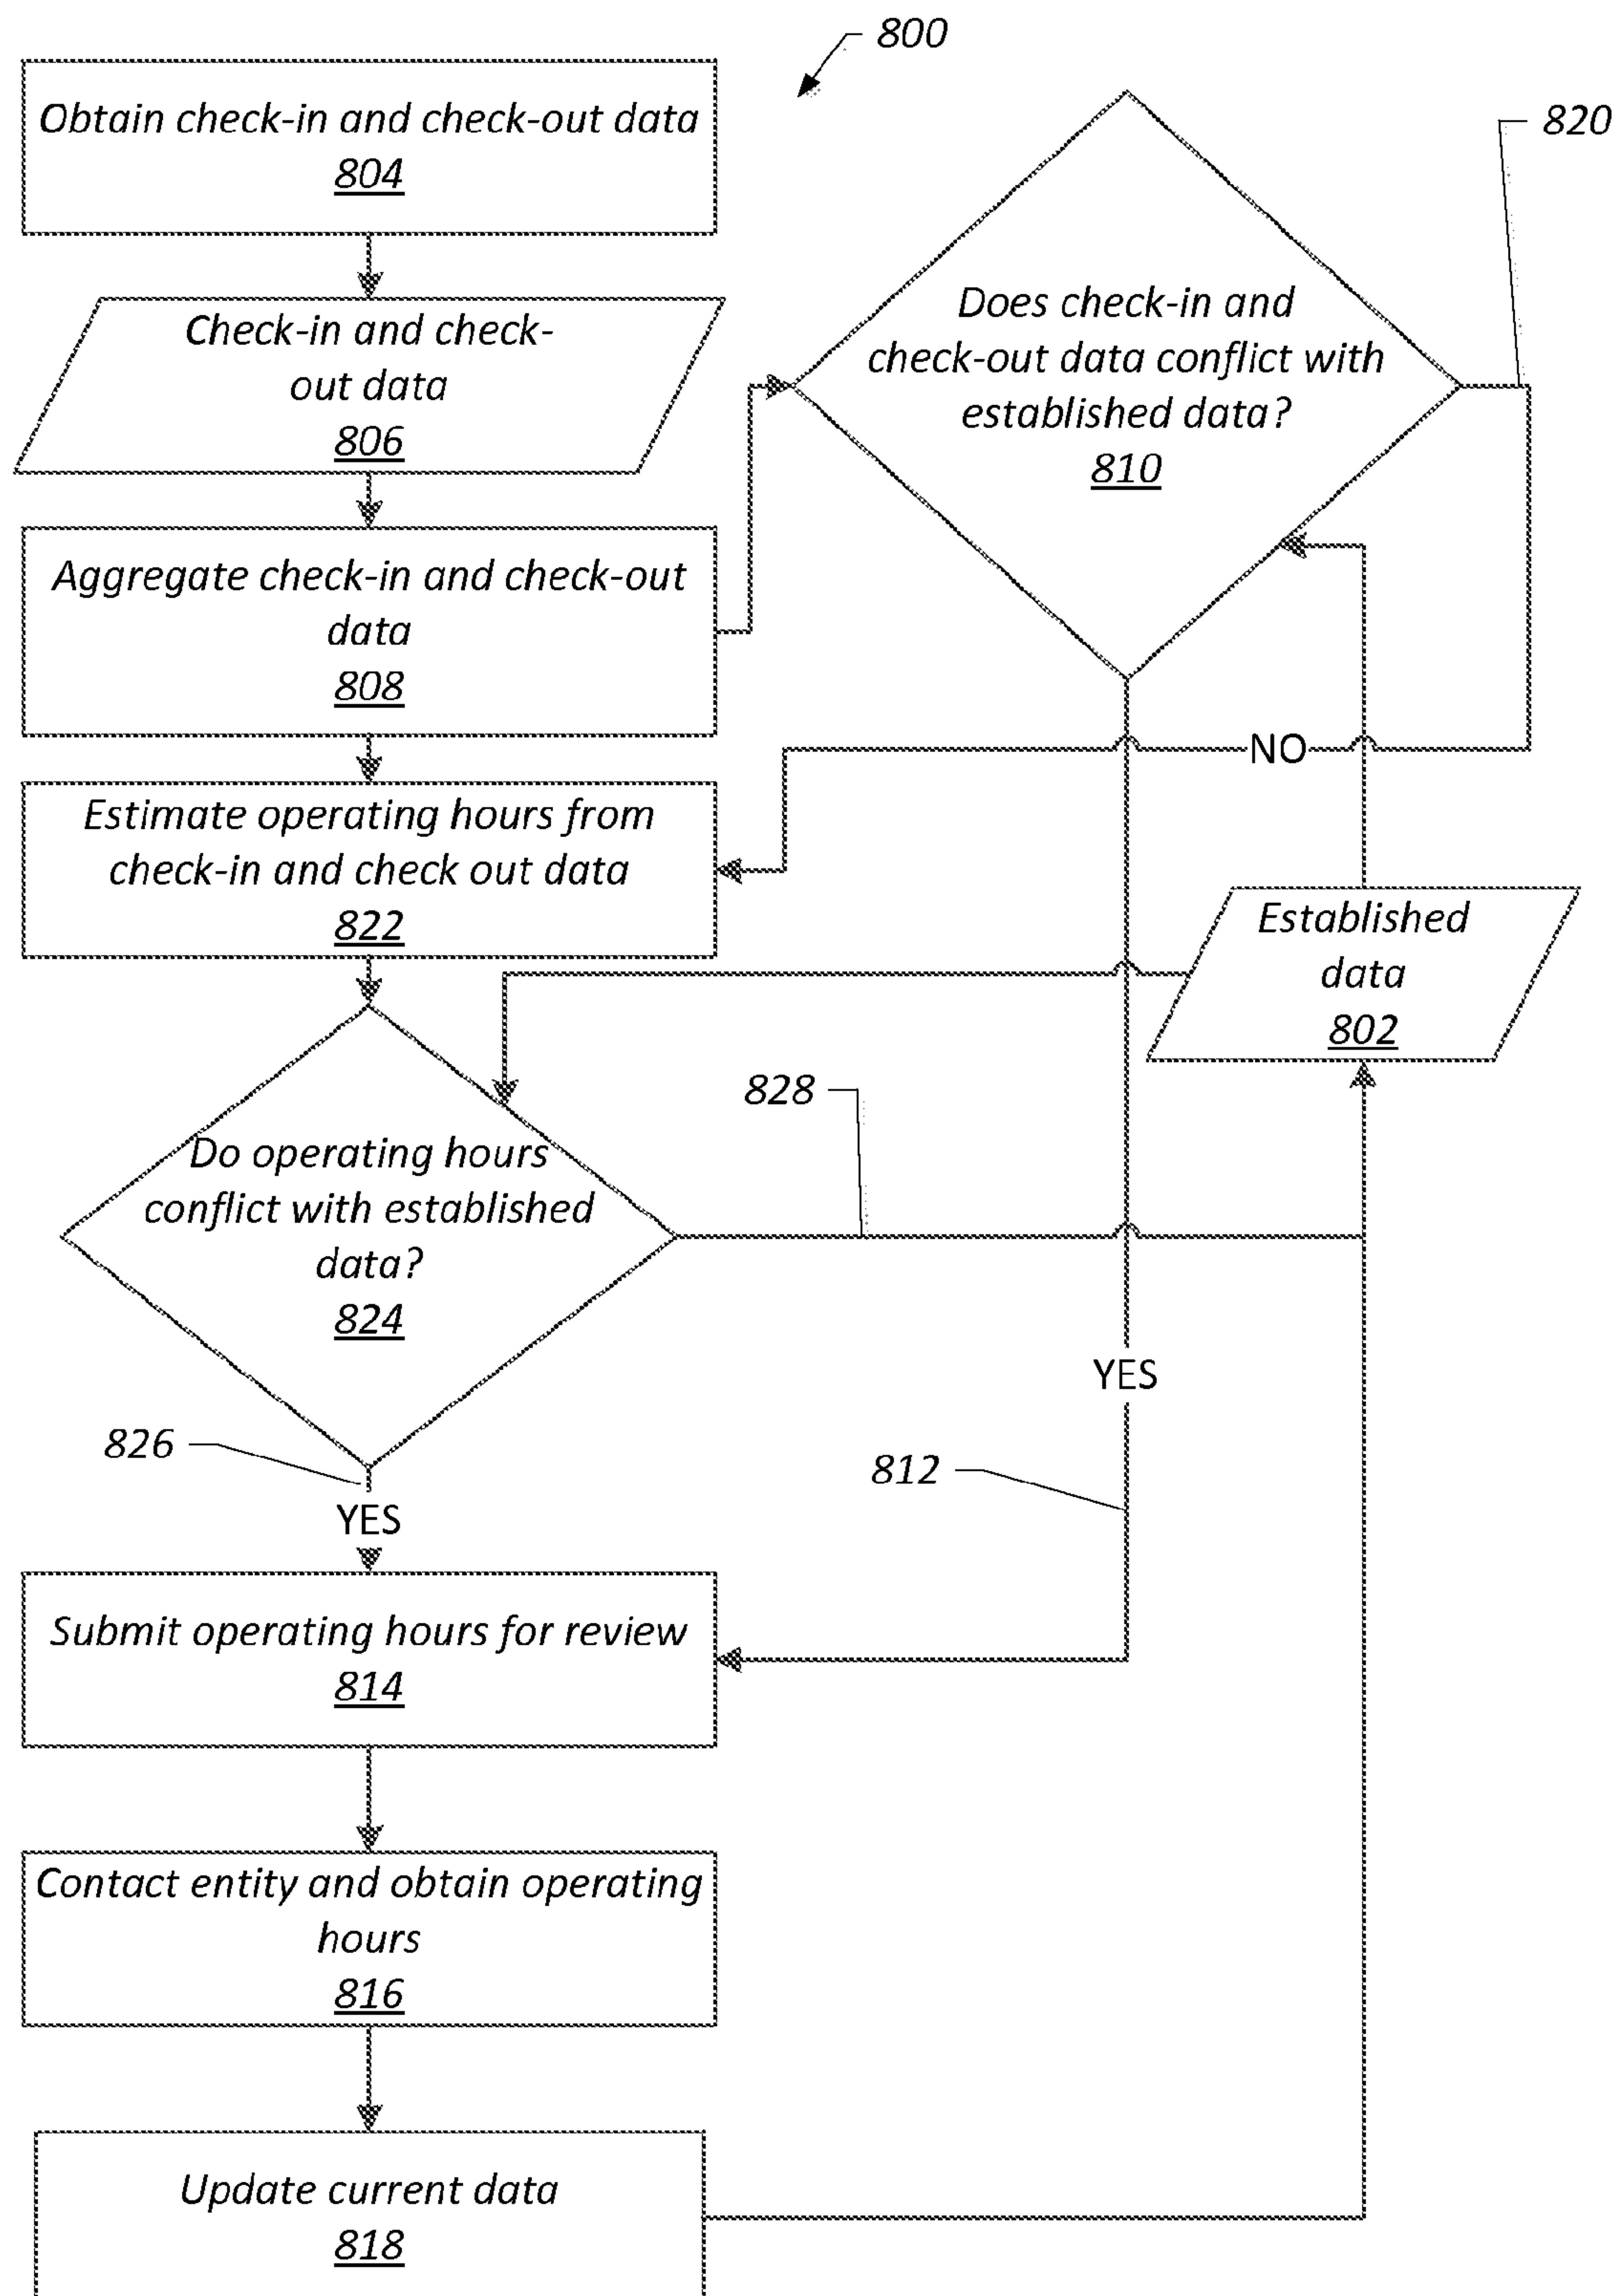 800
Obtain check-in and check-out data
804
820
Check-in and check-
out data
806
Does check-in and
check-out data conflict with
established data?
810
Aggregate check-in and check-out
data
808
NO
Estimate operating hours from
check-in and check out data
822
Established
data
802
828
Do operating hours
conflict with established
data?
824
YES
826
YES
812
Submit operating hours for review
814
Contact entity and obtain operating
hours
816
Update current data
818